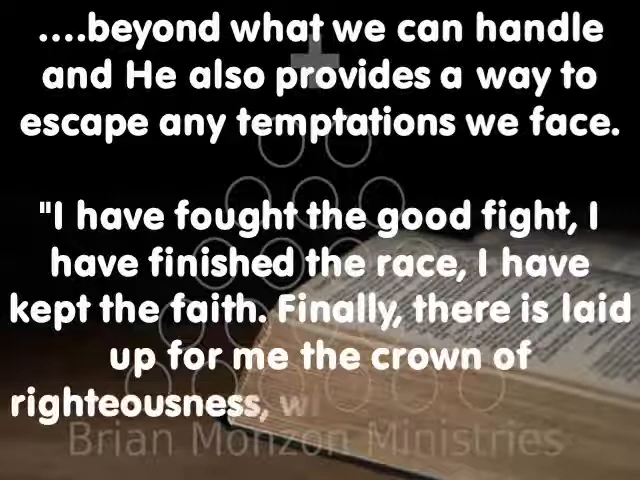 ....beyond what we can handle
and He also provides a way to
escape any temptations we face.
"I have fought the good fight, I
have finished the race, I have
kept the faith. Finally, there is laid
up for me the crown of
righteousness,
Brian Monzon Ministries